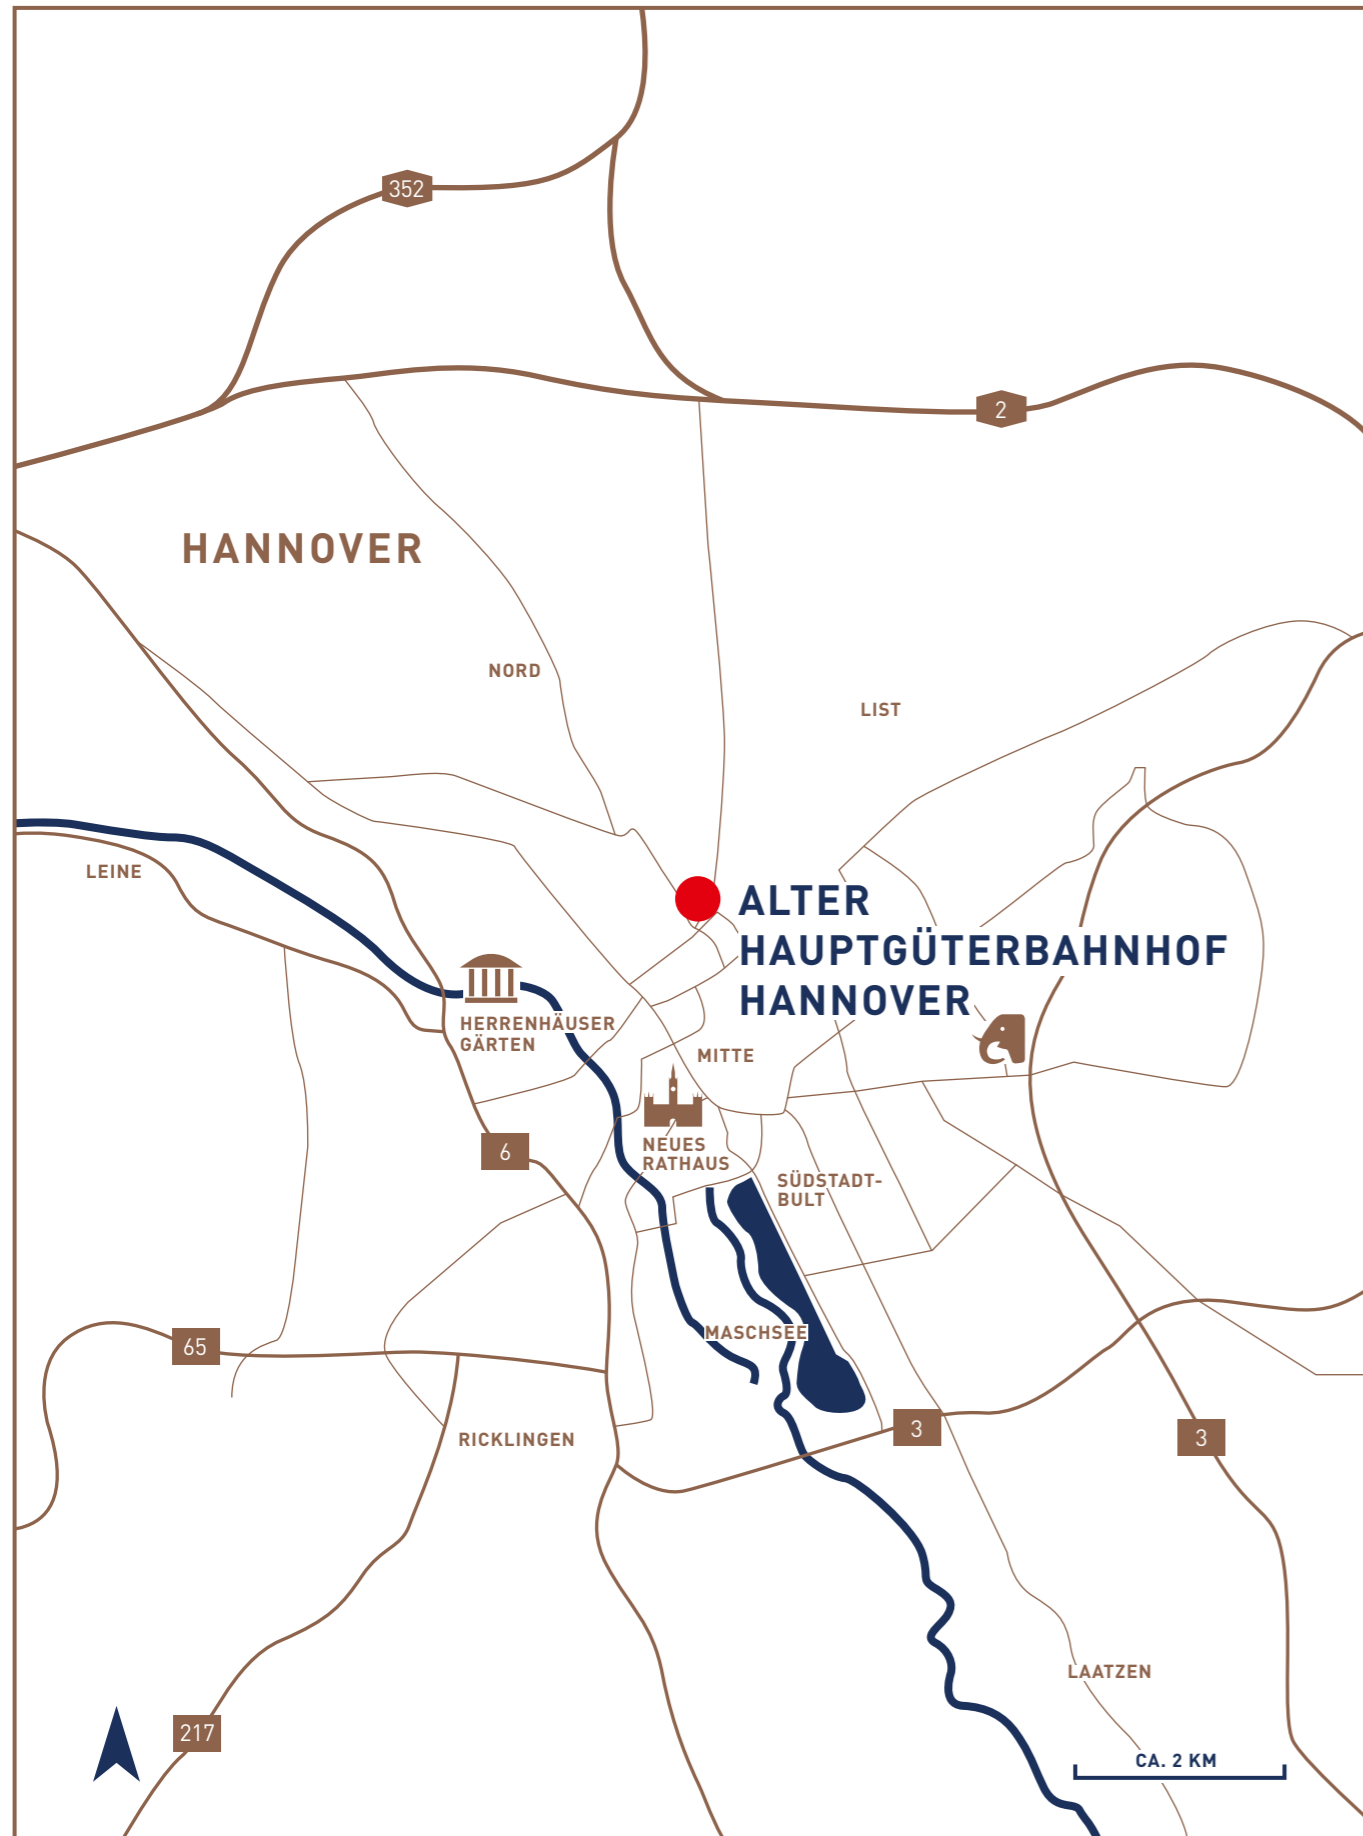 352
2
HANNOVER
NORD
LIST
LEINE
ALTER
HAUPTGÜTERBAHNHOF
HANNOVER
HERRENHÄUSER
GÄRTEN
MITTE
6
NEUES
RATHAUS
SÜDSTADT-
BULT
MASCHSEE
65
3
3
RICKLINGEN
LAATZEN
217
CA. 2 KM